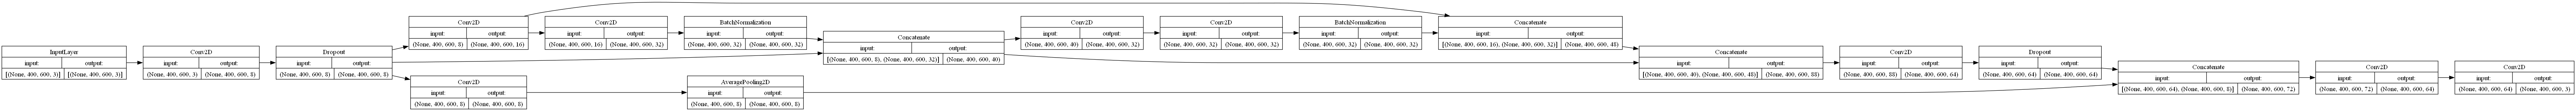 InputLayer
input: output:
[(None, 400, 600, 3)] [(None, 400, 600, 3)]
Conv2D
input: output:
(None, 400, 600, 3) (None, 400, 600, 8)
Dropout
input: output:
(None, 400, 600, 8) (None, 400, 600, 8)
Conv2D
input: output:
(None, 400, 600, 8) (None, 400, 600, 16)
Conv2D
input: output:
(None, 400, 600, 16) (None, 400, 600, 32)
BatchNormalization
input: output:
(None, 400, 600, 32) (None, 400, 600, 32)
Concatenate
input: output:
[(None, 400, 600, 8), (None, 400, 600, 32)] (None, 400, 600, 40)
Conv2D
input: output:
(None, 400, 600, 40) (None, 400, 600, 32)
Conv2D
input: output:
(None, 400, 600, 32) (None, 400, 600, 32)
BatchNormalization
input: output:
(None, 400, 600, 32) (None, 400, 600, 32)
Concatenate
input: output:
[(None, 400, 600, 16), (None, 400, 600, 32)] (None, 400, 600, 48)
Conv2D
input: output:
(None, 400, 600, 8) (None, 400, 600, 8)
AveragePooling2D
input: output:
(None, 400, 600, 8) (None, 400, 600, 8)
Concatenate
input: output:
[(None, 400, 600, 40), (None, 400, 600, 48)] (None, 400, 600, 88)
Conv2D
input: output:
(None, 400, 600, 88) (None, 400, 600, 64)
Dropout
input: output:
(None, 400, 600, 64) (None, 400, 600, 64)
Concatenate
input: output:
[(None, 400, 600, 64), (None, 400, 600, 8)] (None, 400, 600, 72)
Conv2D
input: output:
(None, 400, 600, 72) (None, 400, 600, 64)
Conv2D
input: output:
(None, 400, 600, 64) (None, 400, 600, 3)